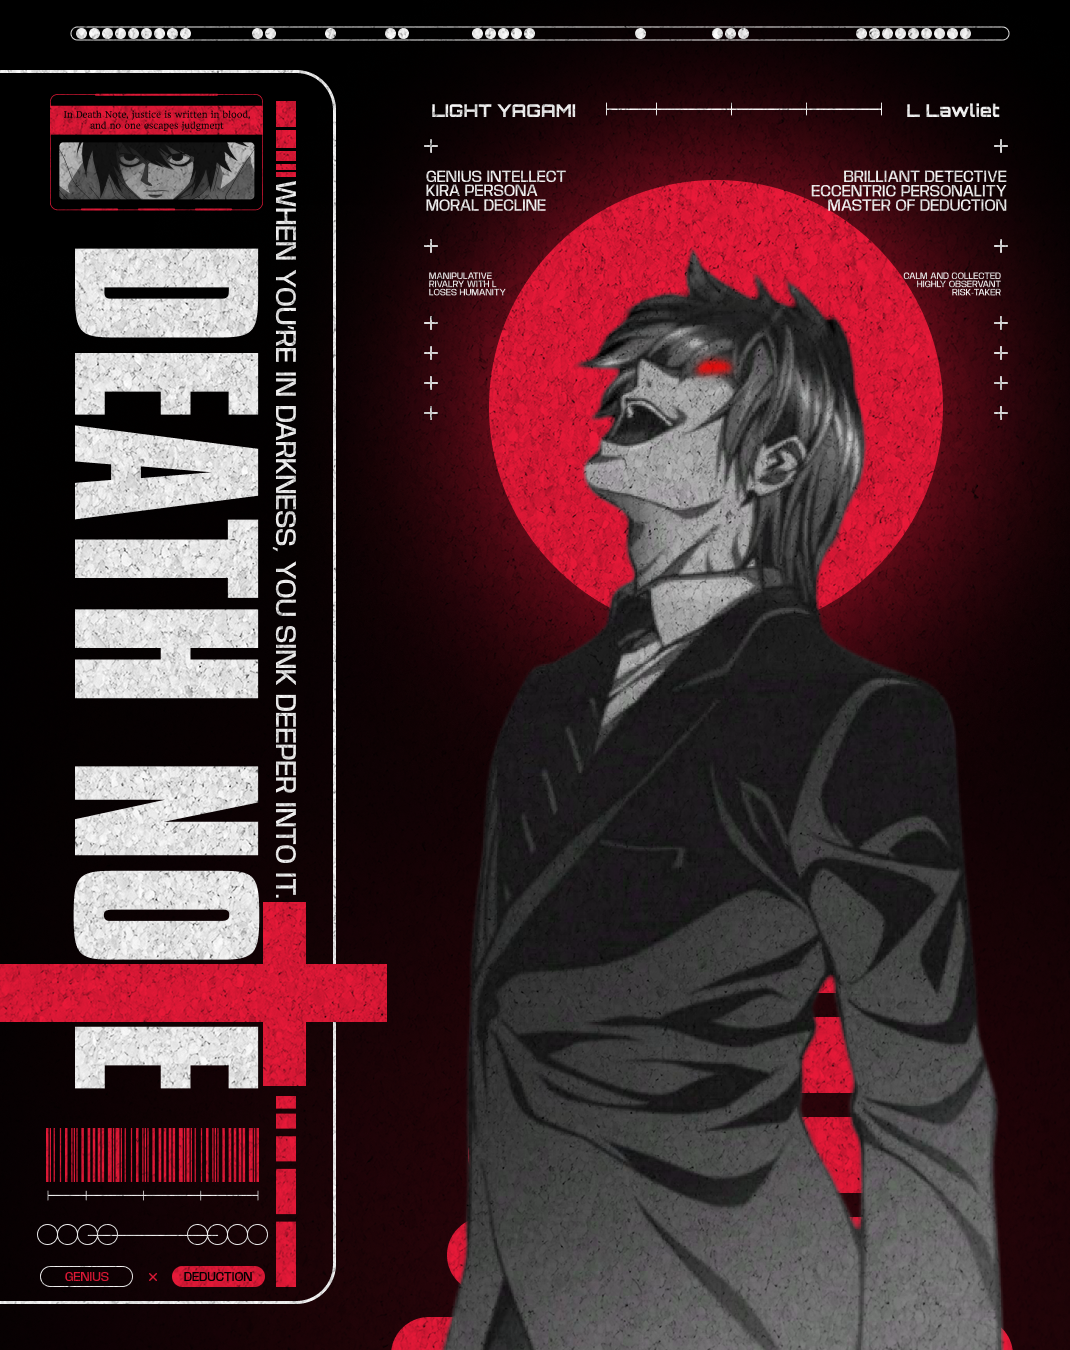 LIGHT YAGAMI
L Lawliet
In Death Note, justice is written in blood,
and no one escapes judgment
GENIUS INTELLECT
KIRA PERSONA
MORAL DECLINE
BRILLIANT DETECTIVE
ECCENTRIC PERSONALITY
MASTER OF DEDUCTION
MANIPULATIVE
RIVALRY WITH L
LOSES HUMANITY
CALM AND COLLECTED
HIGHLY OBSERVANT
RISK-TAKER
WHEN YOU'RE IN DARKNESS, YOU SINK DEEPER INTO IT.
DEATH NOTE
GENIUS × DEDUCTION